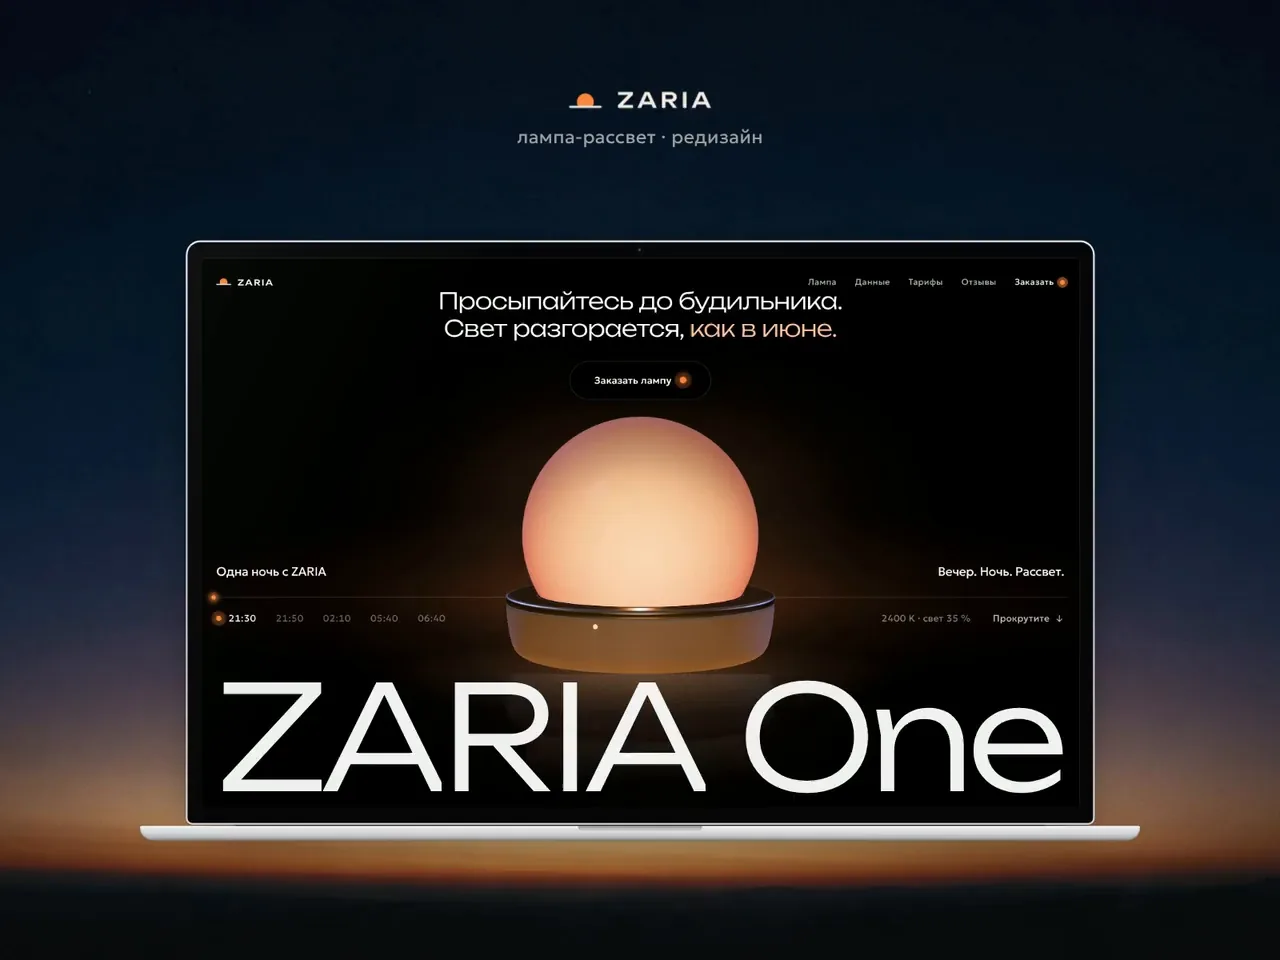 ZARIA
лампа-рассвет · редизайн
ZARIA
Лампа Данные Тарифы Отзывы Заказать
Просыпайтесь до будильника.
Свет разгорается, как в июне.
Заказать лампу
Одна ночь с ZARIA
Вечер. Ночь. Рассвет.
21:30 21:50 02:10 05:40 06:40
2400 К · свет 35 %
Прокрутите ↓
ZARIA One